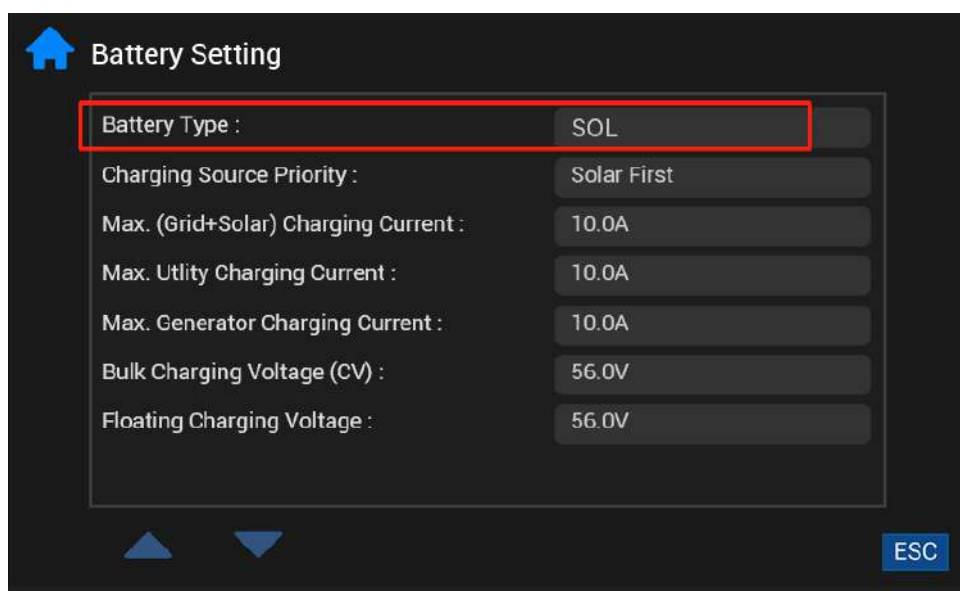 Battery Setting
Battery Type : SOL
Charging Source Priority : Solar First
Max. (Grid+Solar) Charging Current : 10.0A
Max. Utlity Charging Current : 10.0A
Max. Generator Charging Current : 10.0A
Bulk Charging Voltage (CV) : 56.0V
Floating Charging Voltage : 56.0V
ESC